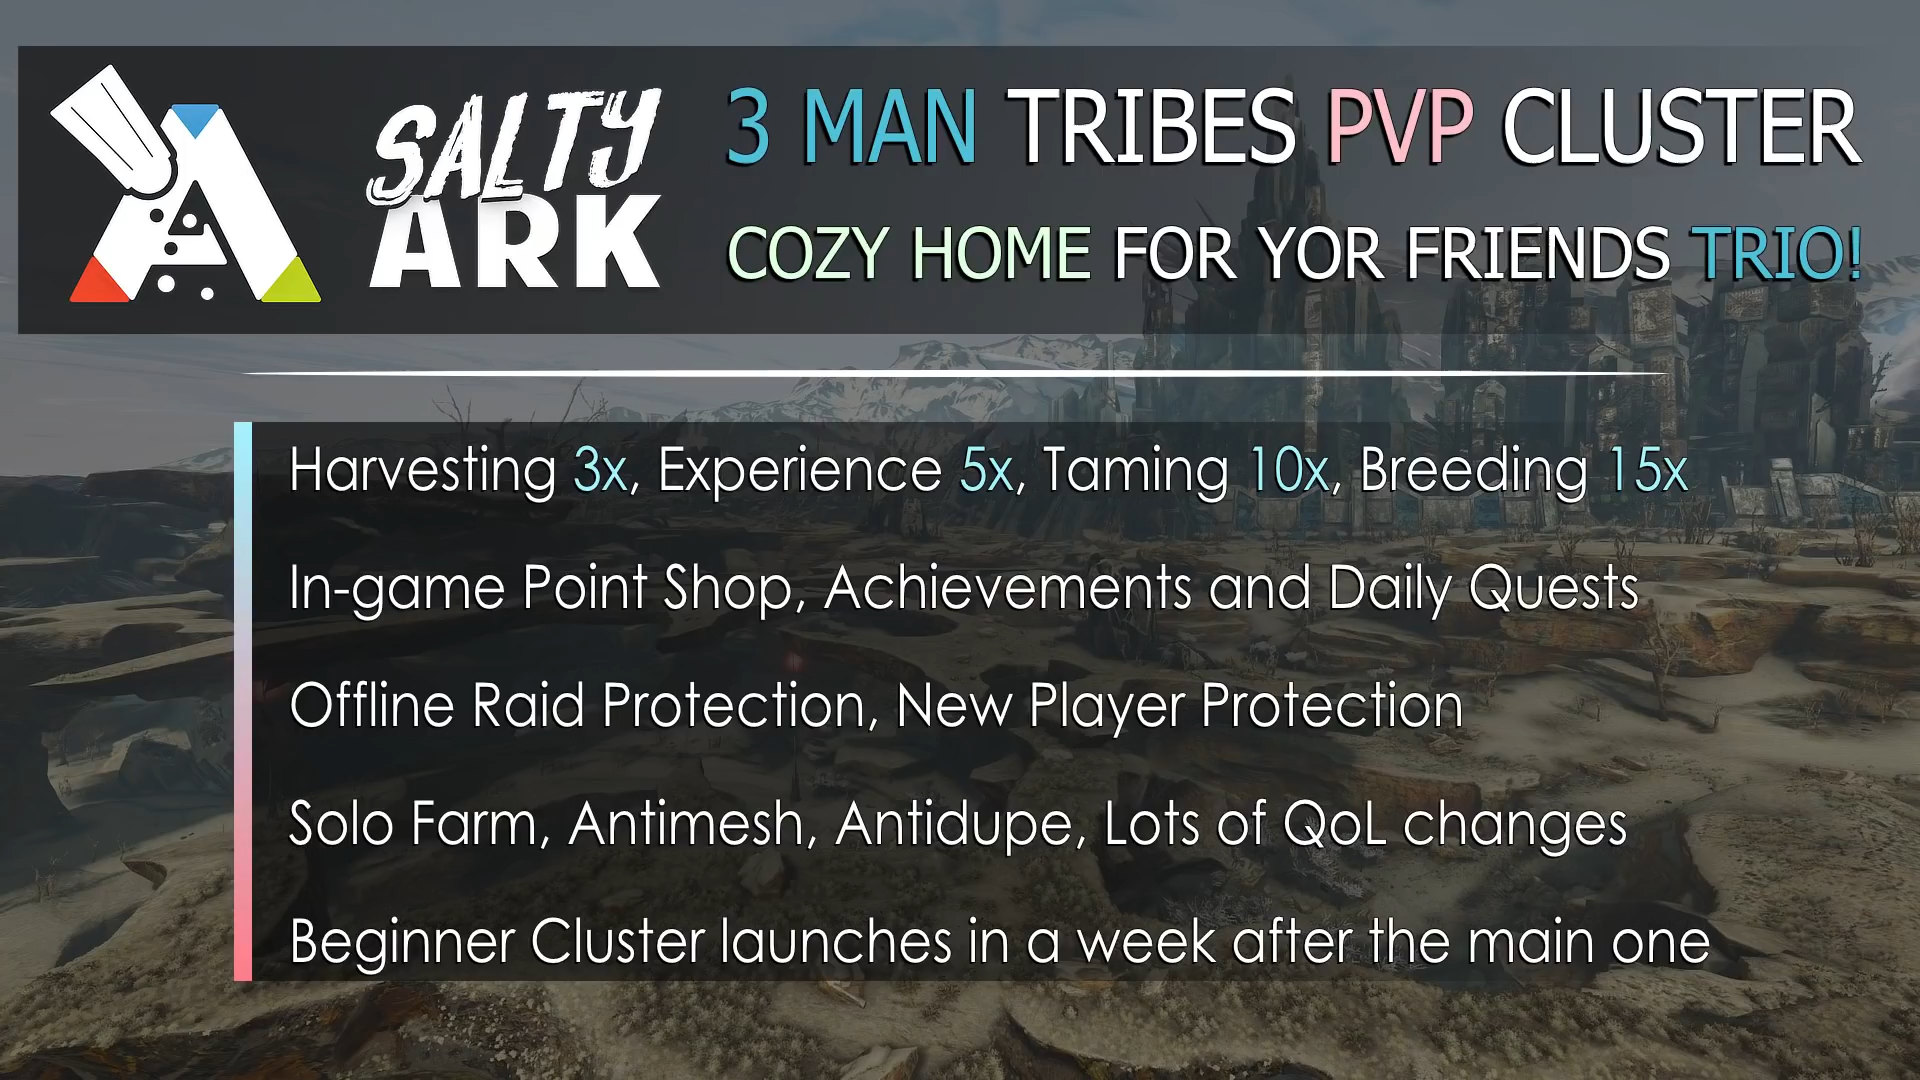 SALTY
ARK
3 MAN TRIBES PVP CLUSTER
COZY HOME FOR YOR FRIENDS TRIO!
Harvesting 3x, Experience 5x, Taming 10x, Breeding 15x
In-game Point Shop, Achievements and Daily Quests
Offline Raid Protection, New Player Protection
Solo Farm, Antimesh, Antidupe, Lots of QoL changes
Beginner Cluster launches in a week after the main one